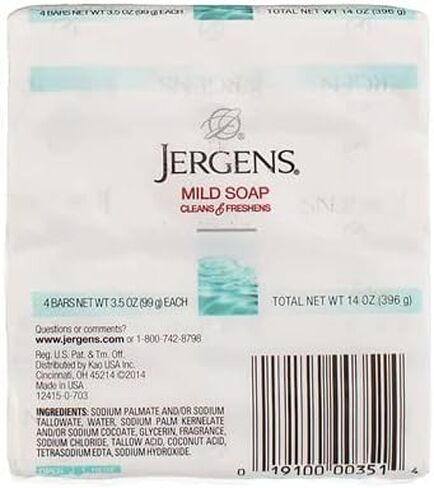 4 BARS NET WT 3.5 OZ (99 g) EACH TOTAL NET WT 14 OZ (396 g)
JERGENS®
MILD SOAP
CLEANS & FRESHENS
4 BARS NET WT 3.5 OZ (99 g) EACH TOTAL NET WT 14 OZ (396 g)
Questions or comments?
www.jergens.com or 1-800-742-8798
Reg. U.S. Pat. & Tm. Off.
Distributed by Kao USA Inc.
Cincinnati, OH 45214 ©2014
Made in USA
12415-0-703
INGREDIENTS: SODIUM PALMATE AND/OR SODIUM
TALLOWATE, WATER, SODIUM PALM KERNELATE
AND/OR SODIUM COCOATE, GLYCERIN, FRAGRANCE,
SODIUM CHLORIDE, TALLOW ACID, COCONUT ACID,
TETRASODIUM EDTA, SODIUM HYDROXIDE.
0 19100 00351 4
OPEN